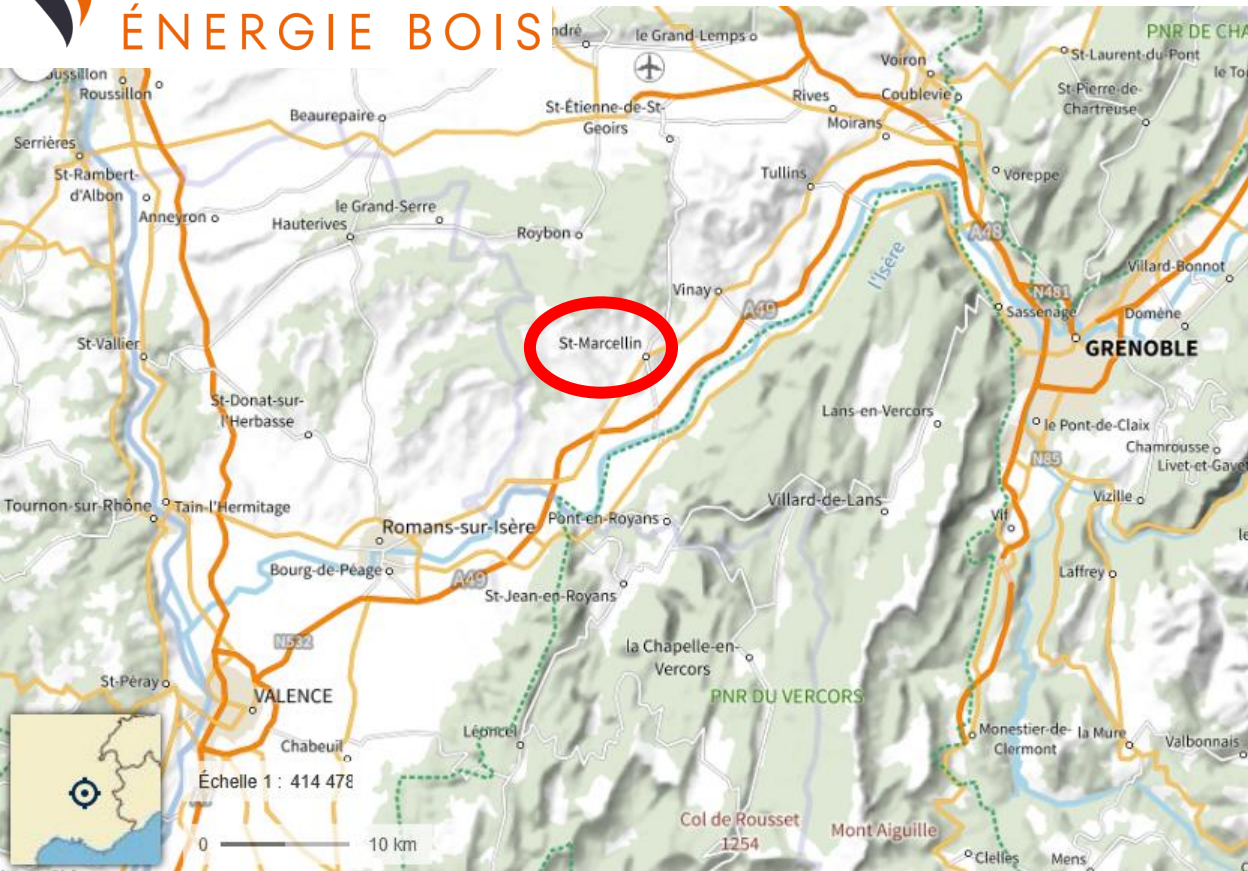 ÉNERGIE BOIS
le Grand-Lemps
PNR DE CHA
St-Laurent-du-Pont
Voiron
Roussillon
Rives
Coublevie
St-Pierre-de-
Chartreuse
Beaurepaire
St-Étienne-de-St-
Geoirs
Moirans
Serrières
St-Rambert-
d'Albon
Tullins
Voreppe
Anneyron
le Grand-Serre
Hauterives
Roybon
A48
l'Isère
Villard-Bonnot
Vinay
A49
N481
Sassenage
Domène
St-Vallier
St-Marcellin
GRENOBLE
St-Donat-sur-
l'Herbasse
Lans-en-Vercors
le Pont-de-Claix
Chamrousse
Livet-et-Gavet
N85
Tournon-sur-Rhône
Tain-l'Hermitage
Villard-de-Lans
Vizille
Romans-sur-Isère
Pont-en-Royans
Vif
Bourg-de-Péage
A49
St-Jean-en-Royans
Laffrey
N532
la Chapelle-en-
Vercors
St-Péray
VALENCE
PNR DU VERCORS
Léoncel
Monestier-de-
Clermont
la Mure
Valbonnais
Chabeuil
Échelle 1 : 414 478
Col de Rousset
1254
Mont Aiguille
0
10 km
Clelles
Mens